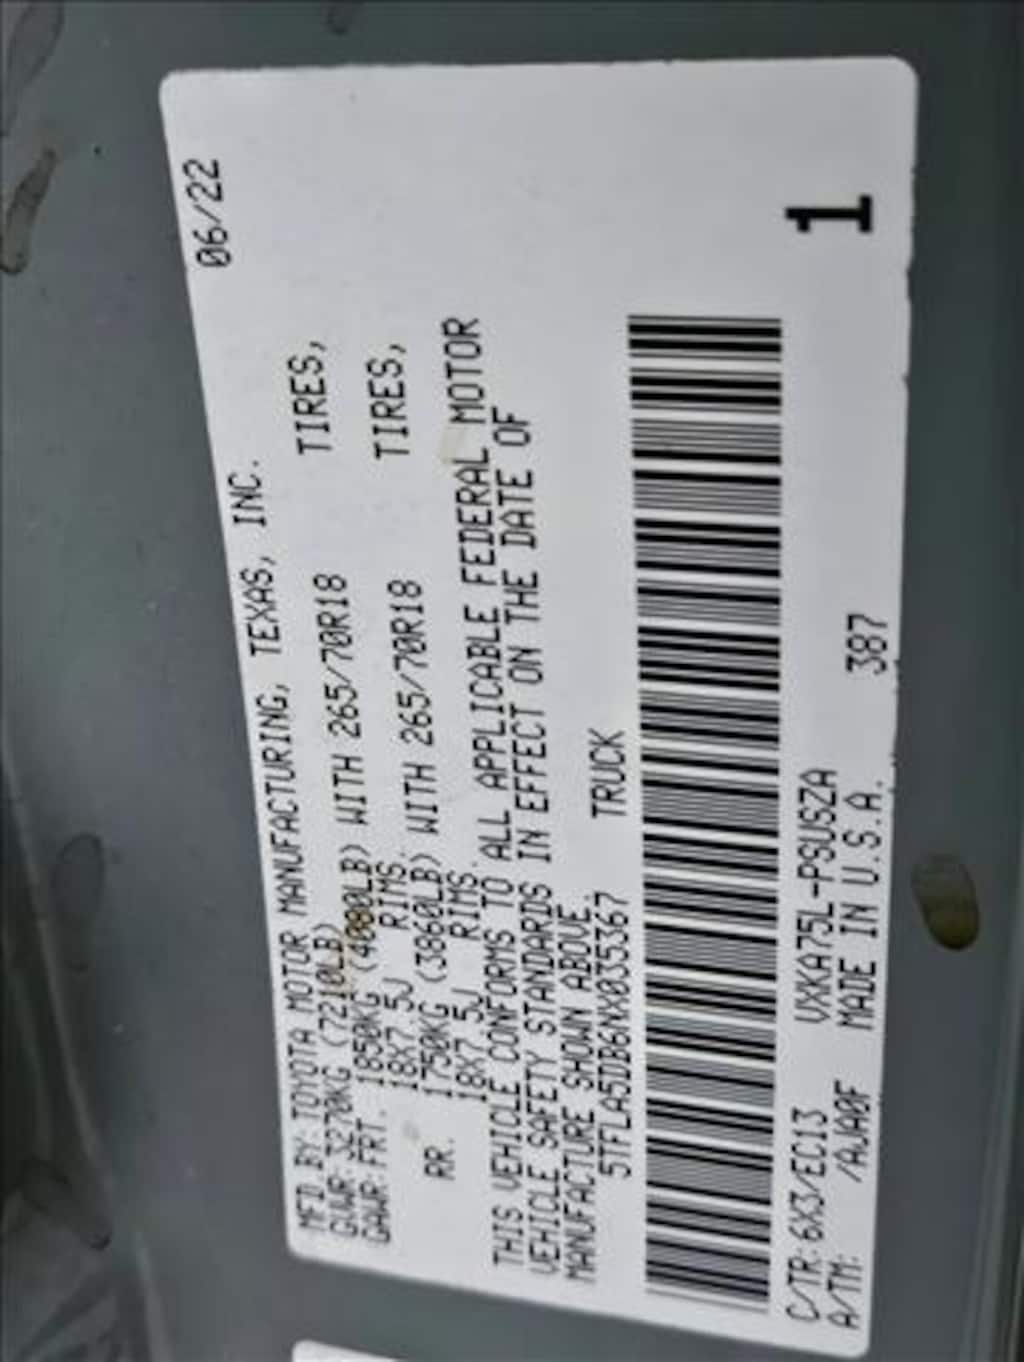 MFD. BY: TOYOTA MOTOR MANUFACTURING, TEXAS, INC. 06/22
GVWR: 3270KG (7210LB)
GAWR: FRT. 1850KG (4080LB) WITH 265/70R18 TIRES,
18X7.5J RIMS.
RR. 1750KG (3860LB) WITH 265/70R18 TIRES,
18X7.5J RIMS.
THIS VEHICLE CONFORMS TO ALL APPLICABLE FEDERAL MOTOR
VEHICLE SAFETY STANDARDS IN EFFECT ON THE DATE OF
MANUFACTURE SHOWN ABOVE.
5TFLA5DB6NX035367 TRUCK
C/TR: 6X3/EC13 VXKA75L-PSUSZA 1
A/TM: /AJA0F MADE IN U.S.A. 387